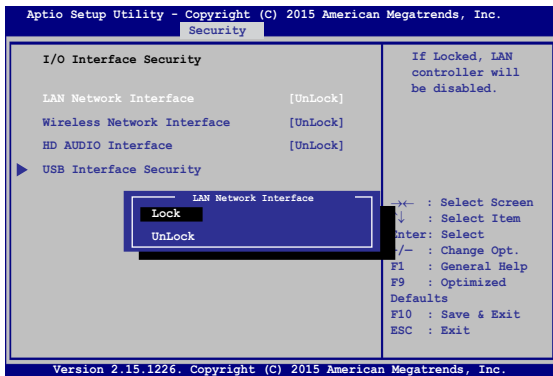 Aptio Setup Utility - Copyright (C) 2015 American Megatrends, Inc.
Security
I/O Interface Security
LAN Network Interface [UnLock]
Wireless Network Interface [UnLock]
HD AUDIO Interface [UnLock]
USB Interface Security
LAN Network Interface
Lock
UnLock
If Locked, LAN
controller will
be disabled.
→← : Select Screen
↑↓ : Select Item
Enter: Select
+/— : Change Opt.
F1 : General Help
F9 : Optimized
Defaults
F10 : Save & Exit
ESC : Exit
Version 2.15.1226. Copyright (C) 2015 American Megatrends, Inc.